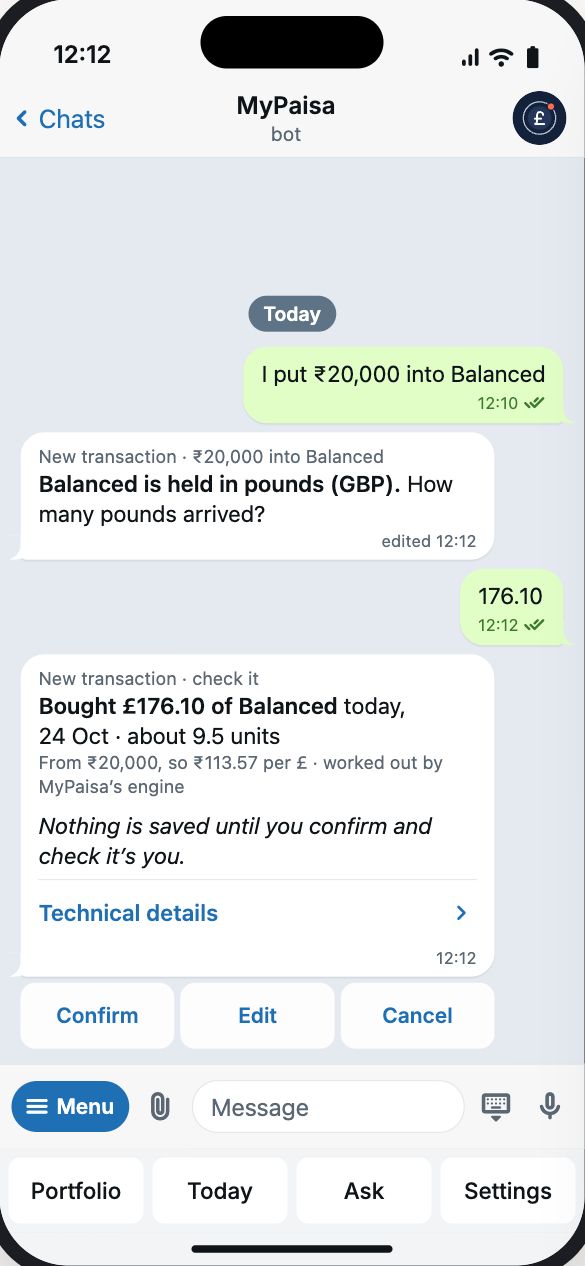 12:12
Chats
MyPaisa
bot
£
Today
I put ₹20,000 into Balanced
12:10
New transaction · ₹20,000 into Balanced
Balanced is held in pounds (GBP). How
many pounds arrived?
edited 12:12
176.10
12:12
New transaction · check it
Bought £176.10 of Balanced today,
24 Oct · about 9.5 units
From ₹20,000, so ₹113.57 per £ · worked out by
MyPaisa’s engine
Nothing is saved until you confirm and
check it’s you.
Technical details
12:12
Confirm Edit Cancel
Menu Message
Portfolio Today Ask Settings